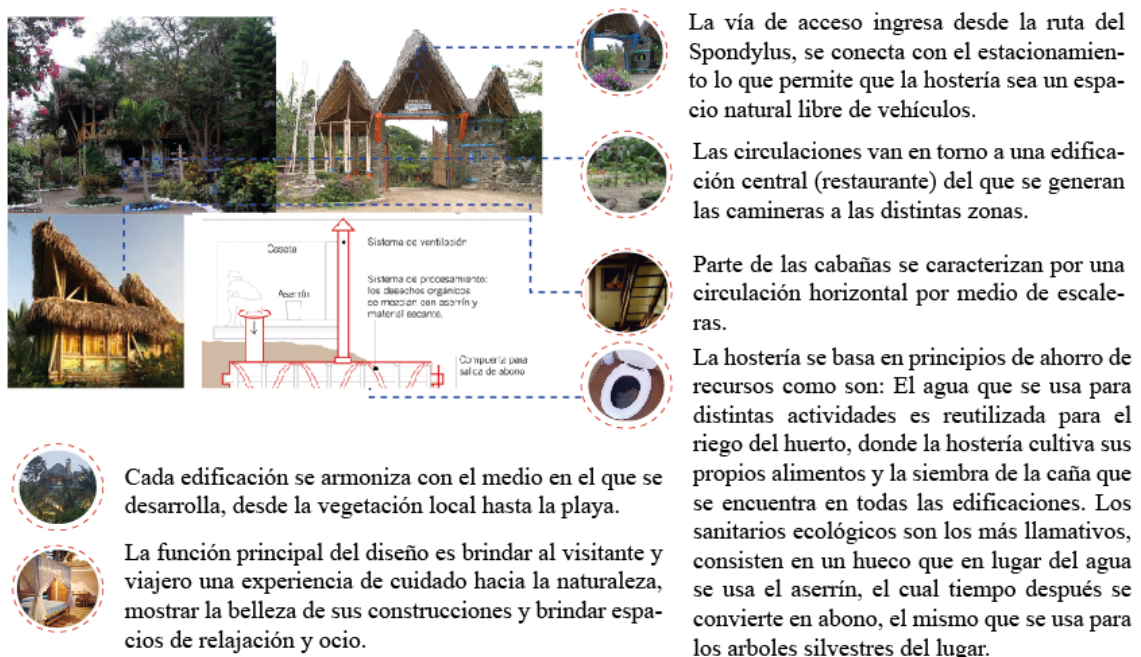 La vía de acceso ingresa desde la ruta del
Spondylus, se conecta con el estacionamien-
to lo que permite que la hostería sea un espa-
cio natural libre de vehículos.
Las circulaciones van en torno a una edifica-
ción central (restaurante) del que se generan
las camineras a las distintas zonas.
Parte de las cabañas se caracterizan por una
circulación horizontal por medio de escale-
ras.
La hostería se basa en principios de ahorro de
recursos como son: El agua que se usa para
distintas actividades es reutilizada para el
riego del huerto, donde la hostería cultiva sus
propios alimentos y la siembra de la caña que
se encuentra en todas las edificaciones. Los
sanitarios ecológicos son los más llamativos,
consisten en un hueco que en lugar del agua
se usa el aserrín, el cual tiempo después se
convierte en abono, el mismo que se usa para
los arboles silvestres del lugar.
Caseta
Aserrín
Sistema de ventilación
Sistema de procesamiento:
los desechos orgánicos
se mezclan con aserrín y
material secante.
Compuerta para
salica de abono
Cada edificación se armoniza con el medio en el que se
desarrolla, desde la vegetación local hasta la playa.
La función principal del diseño es brindar al visitante y
viajero una experiencia de cuidado hacia la naturaleza,
mostrar la belleza de sus construcciones y brindar espa-
cios de relajación y ocio.